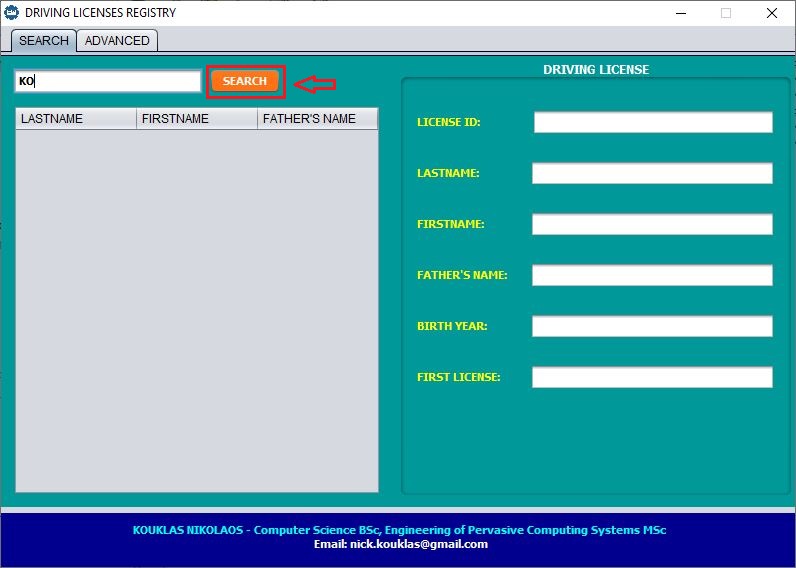 DRIVING LICENSES REGISTRY
SEARCH ADVANCED
KO SEARCH
LASTNAME FIRSTNAME FATHER'S NAME
DRIVING LICENSE
LICENSE ID:
LASTNAME:
FIRSTNAME:
FATHER'S NAME:
BIRTH YEAR:
FIRST LICENSE:
KOUKLAS NIKOLAOS - Computer Science BSc, Engineering of Pervasive Computing Systems MSc
Email: nick.kouklas@gmail.com